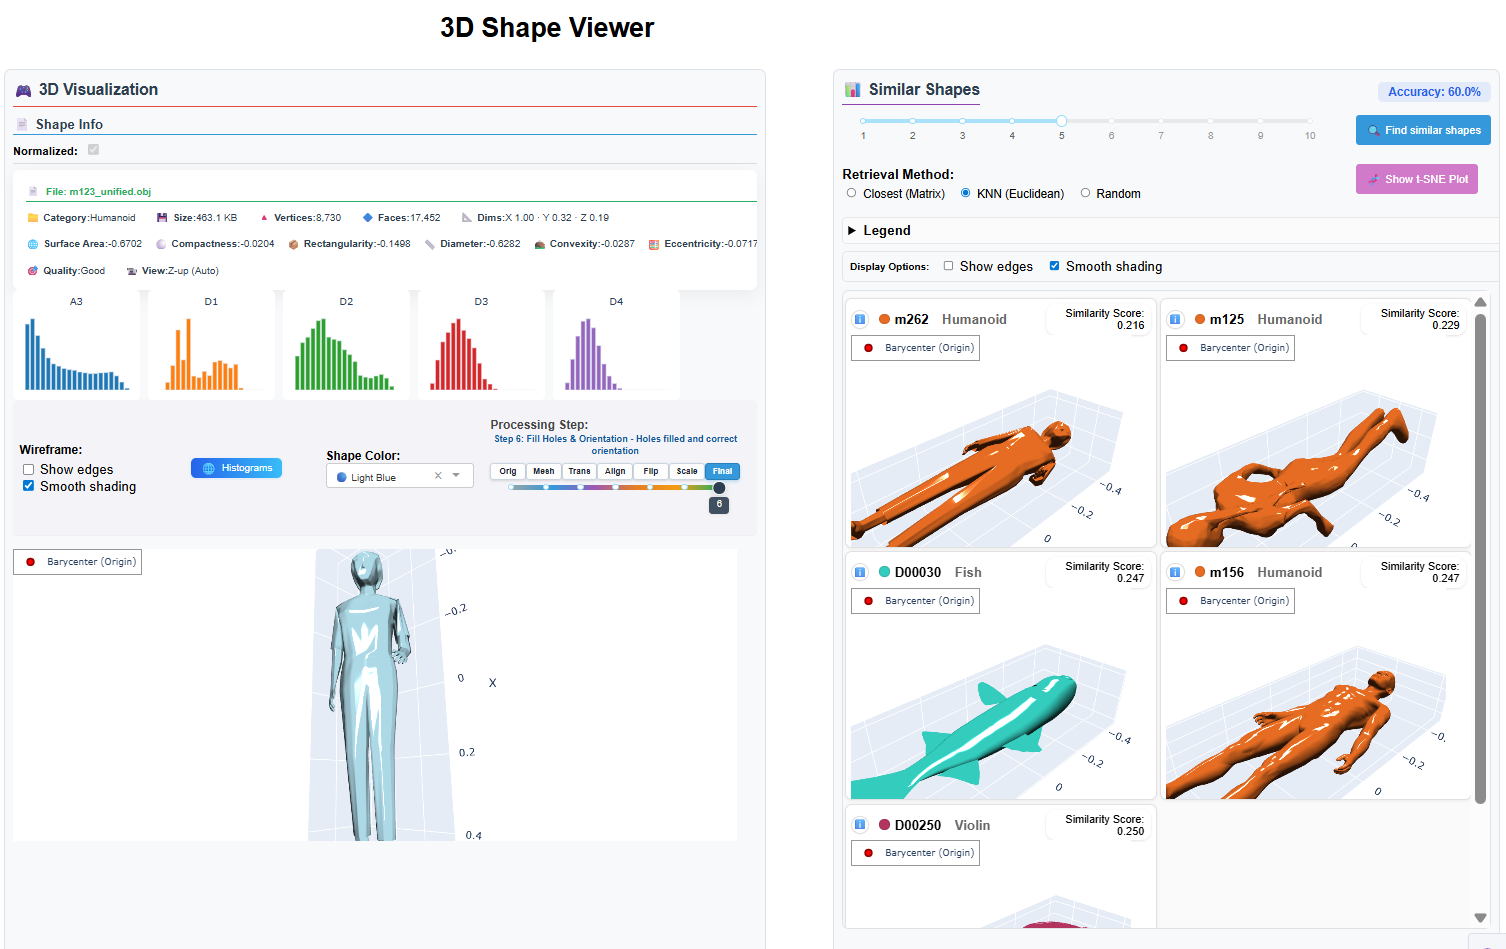 3D Shape Viewer
3D Visualization
Shape Info
Normalized:
File: m123_unified.obj
Category:Humanoid Size:463.1 KB Vertices:8,730 Faces:17,452 Dims:X 1.00 · Y 0.32 · Z 0.19
Surface Area:-0.6702 Compactness:-0.0204 Rectangularity:-0.1498 Diameter:-0.6282 Convexity:-0.0287 Eccentricity:-0.0717
Quality:Good View:Z-up (Auto)
A3 D1 D2 D3 D4
Wireframe:
Show edges
Smooth shading
Histograms
Shape Color:
Light Blue
Processing Step:
Step 6: Fill Holes & Orientation - Holes filled and correct
orientation
Orig Mesh Trans Align Flip Scale Final
6
Barycenter (Origin)
−0.2
0 X
0.2
0.4
Similar Shapes
Accuracy: 60.0%
1 2 3 4 5 6 7 8 9 10
Find similar shapes
Retrieval Method:
Closest (Matrix) KNN (Euclidean) Random
Show t-SNE Plot
Legend
Display Options: Show edges Smooth shading
m262 Humanoid
Similarity Score:
0.216
Barycenter (Origin)
−0.4
−0.2
0
m125 Humanoid
Similarity Score:
0.229
Barycenter (Origin)
−0.4
−0.2
D00030 Fish
Similarity Score:
0.247
Barycenter (Origin)
−0.4
−0.2
0
m156 Humanoid
Similarity Score:
0.247
Barycenter (Origin)
−0.2
0
D00250 Violin
Similarity Score:
0.250
Barycenter (Origin)